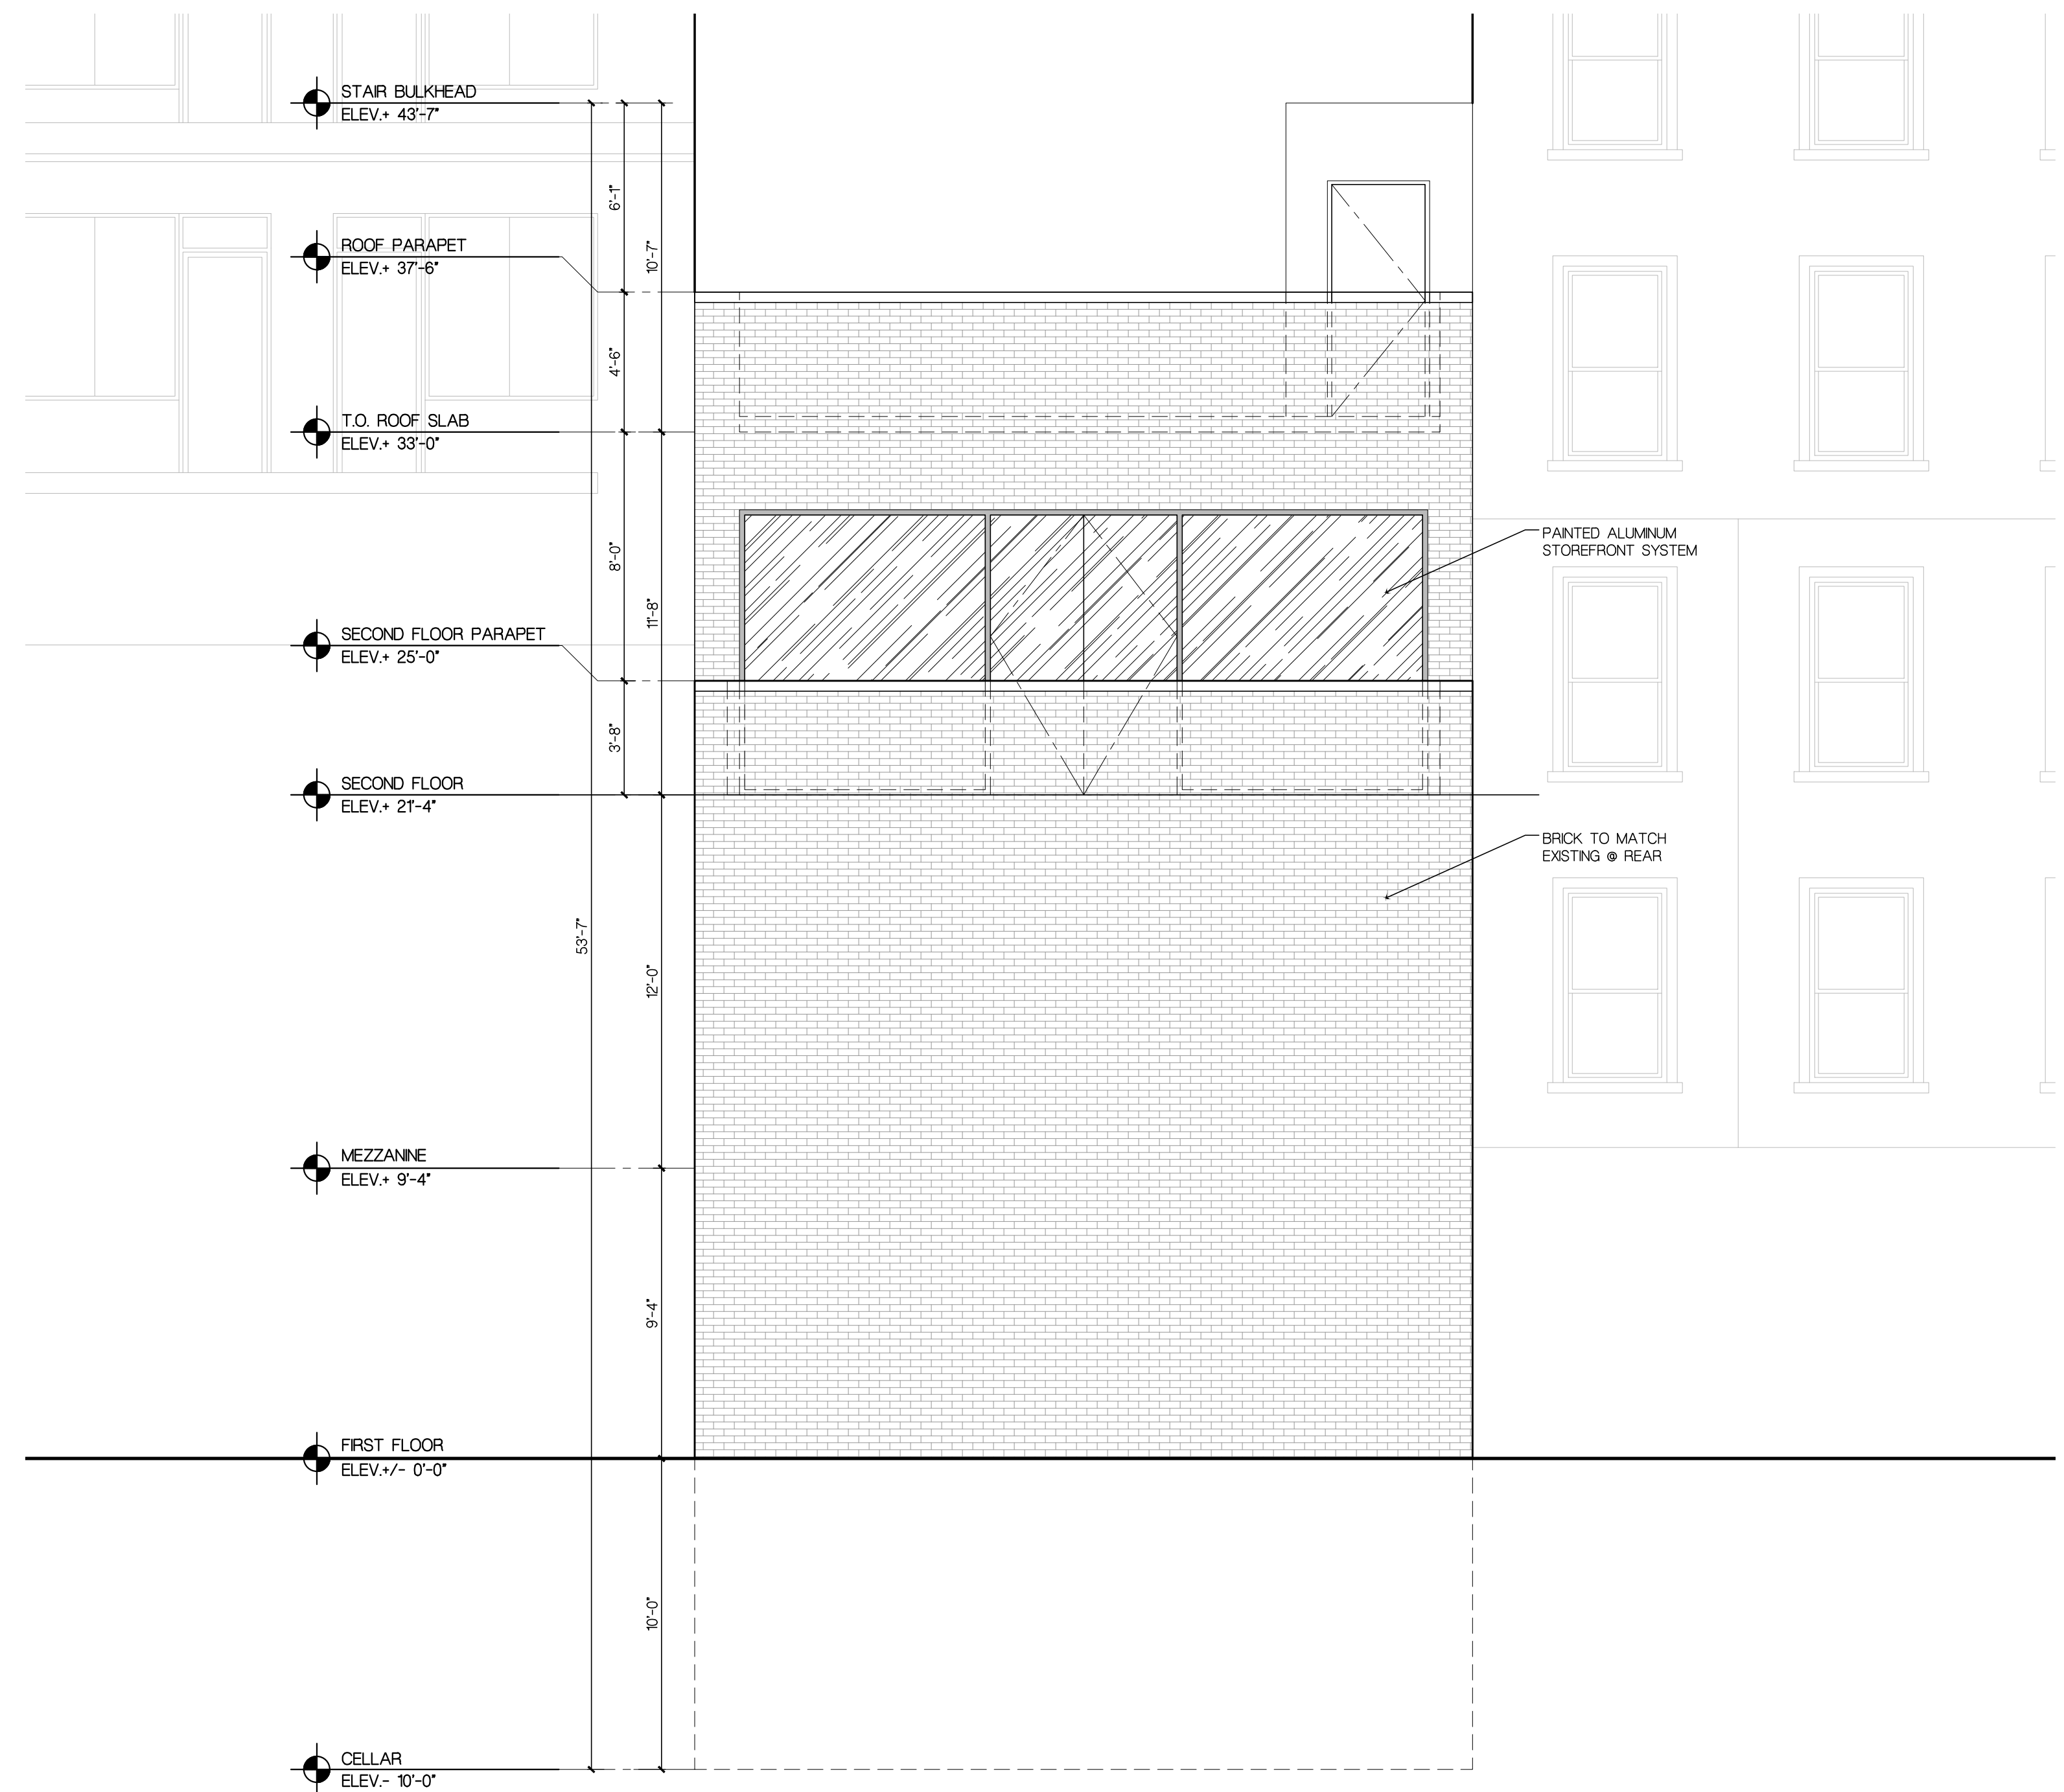 STAIR BULKHEAD
ELEV.+ 43'-7"
6'-1"
ROOF PARAPET
ELEV.+ 37'-6"
10'-7"
4'-6"
T.O. ROOF SLAB
ELEV.+ 33'-0"
PAINTED ALUMINUM
STOREFRONT SYSTEM
8'-0"
11'-8"
SECOND FLOOR PARAPET
ELEV.+ 25'-0"
3'-8"
SECOND FLOOR
ELEV.+ 21'-4"
BRICK TO MATCH
EXISTING @ REAR
53'-7"
12'-0"
MEZZANINE
ELEV.+ 9'-4"
9'-4"
FIRST FLOOR
ELEV.+/- 0'-0"
10'-0"
CELLAR
ELEV.- 10'-0"